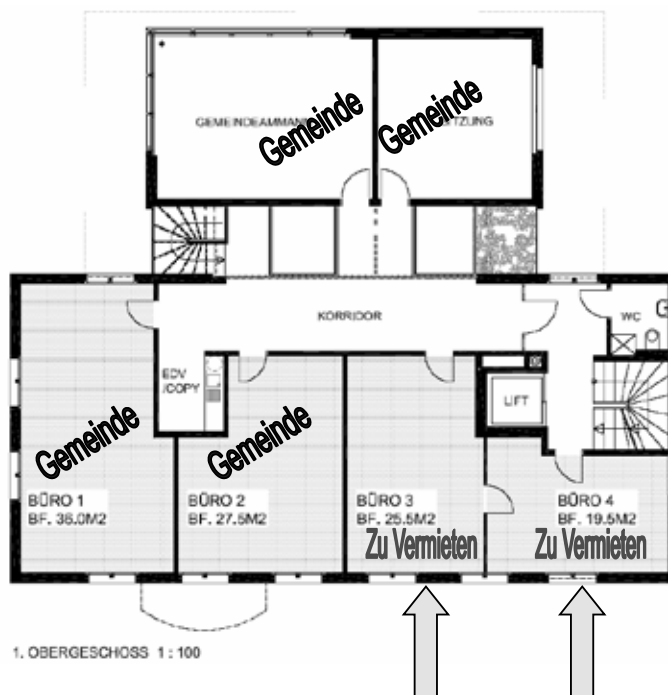 GEMEINDEAMMANN
Gemeinde
Gemeinde
KORRIDOR
WC
G
EDV
/COPY
LIFT
Gemeinde
Gemeinde
BÜRO 1
BF. 36.0M2
BÜRO 2
BF. 27.5M2
BÜRO 3
BF. 25.5M2
Zu Vermieten
BÜRO 4
BF. 19.5M2
Zu Vermieten
1. OBERGESCHOSS 1 : 100